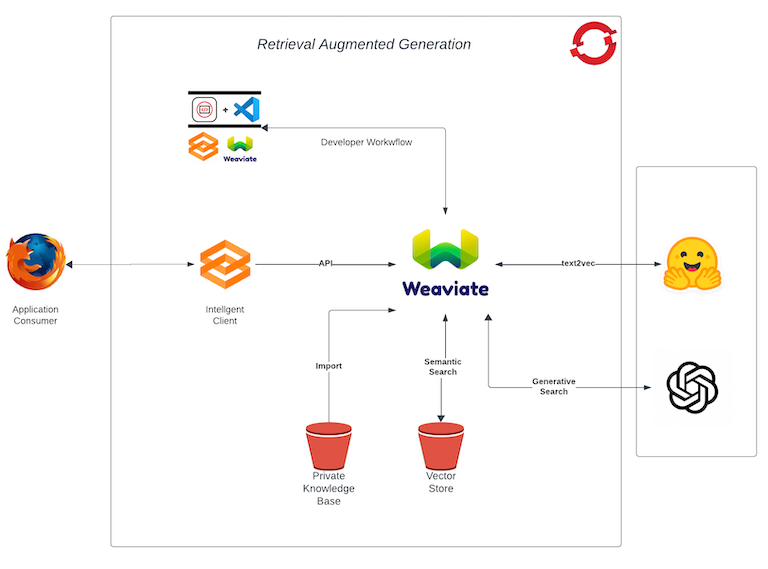 Retrieval Augmented Generation
+
Weaviate
Developer Workwflow
Application
Consumer
Inteligent
Client
API
Weaviate
text2vec
Import
Semantic
Search
Generative
Search
Private
Knowledge
Base
Vector
Store